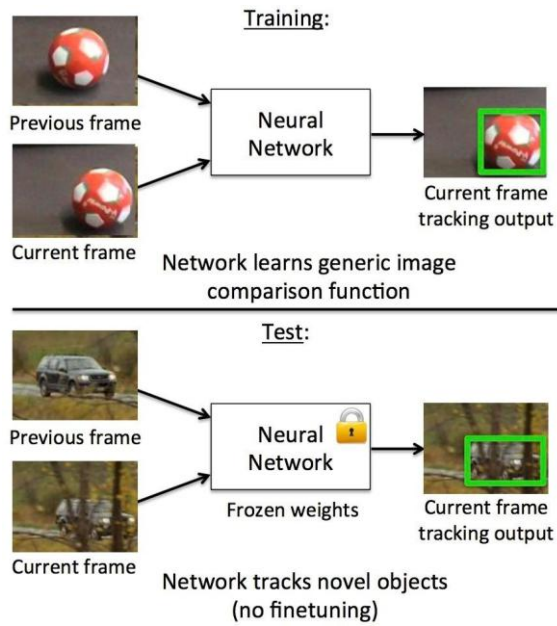 Training:
Previous frame
Neural
Network
Current frame
Current frame
tracking output
Network learns generic image
comparison function
Test:
Previous frame
Neural
Network
Frozen weights
Current frame
Current frame
tracking output
Network tracks novel objects
(no finetuning)